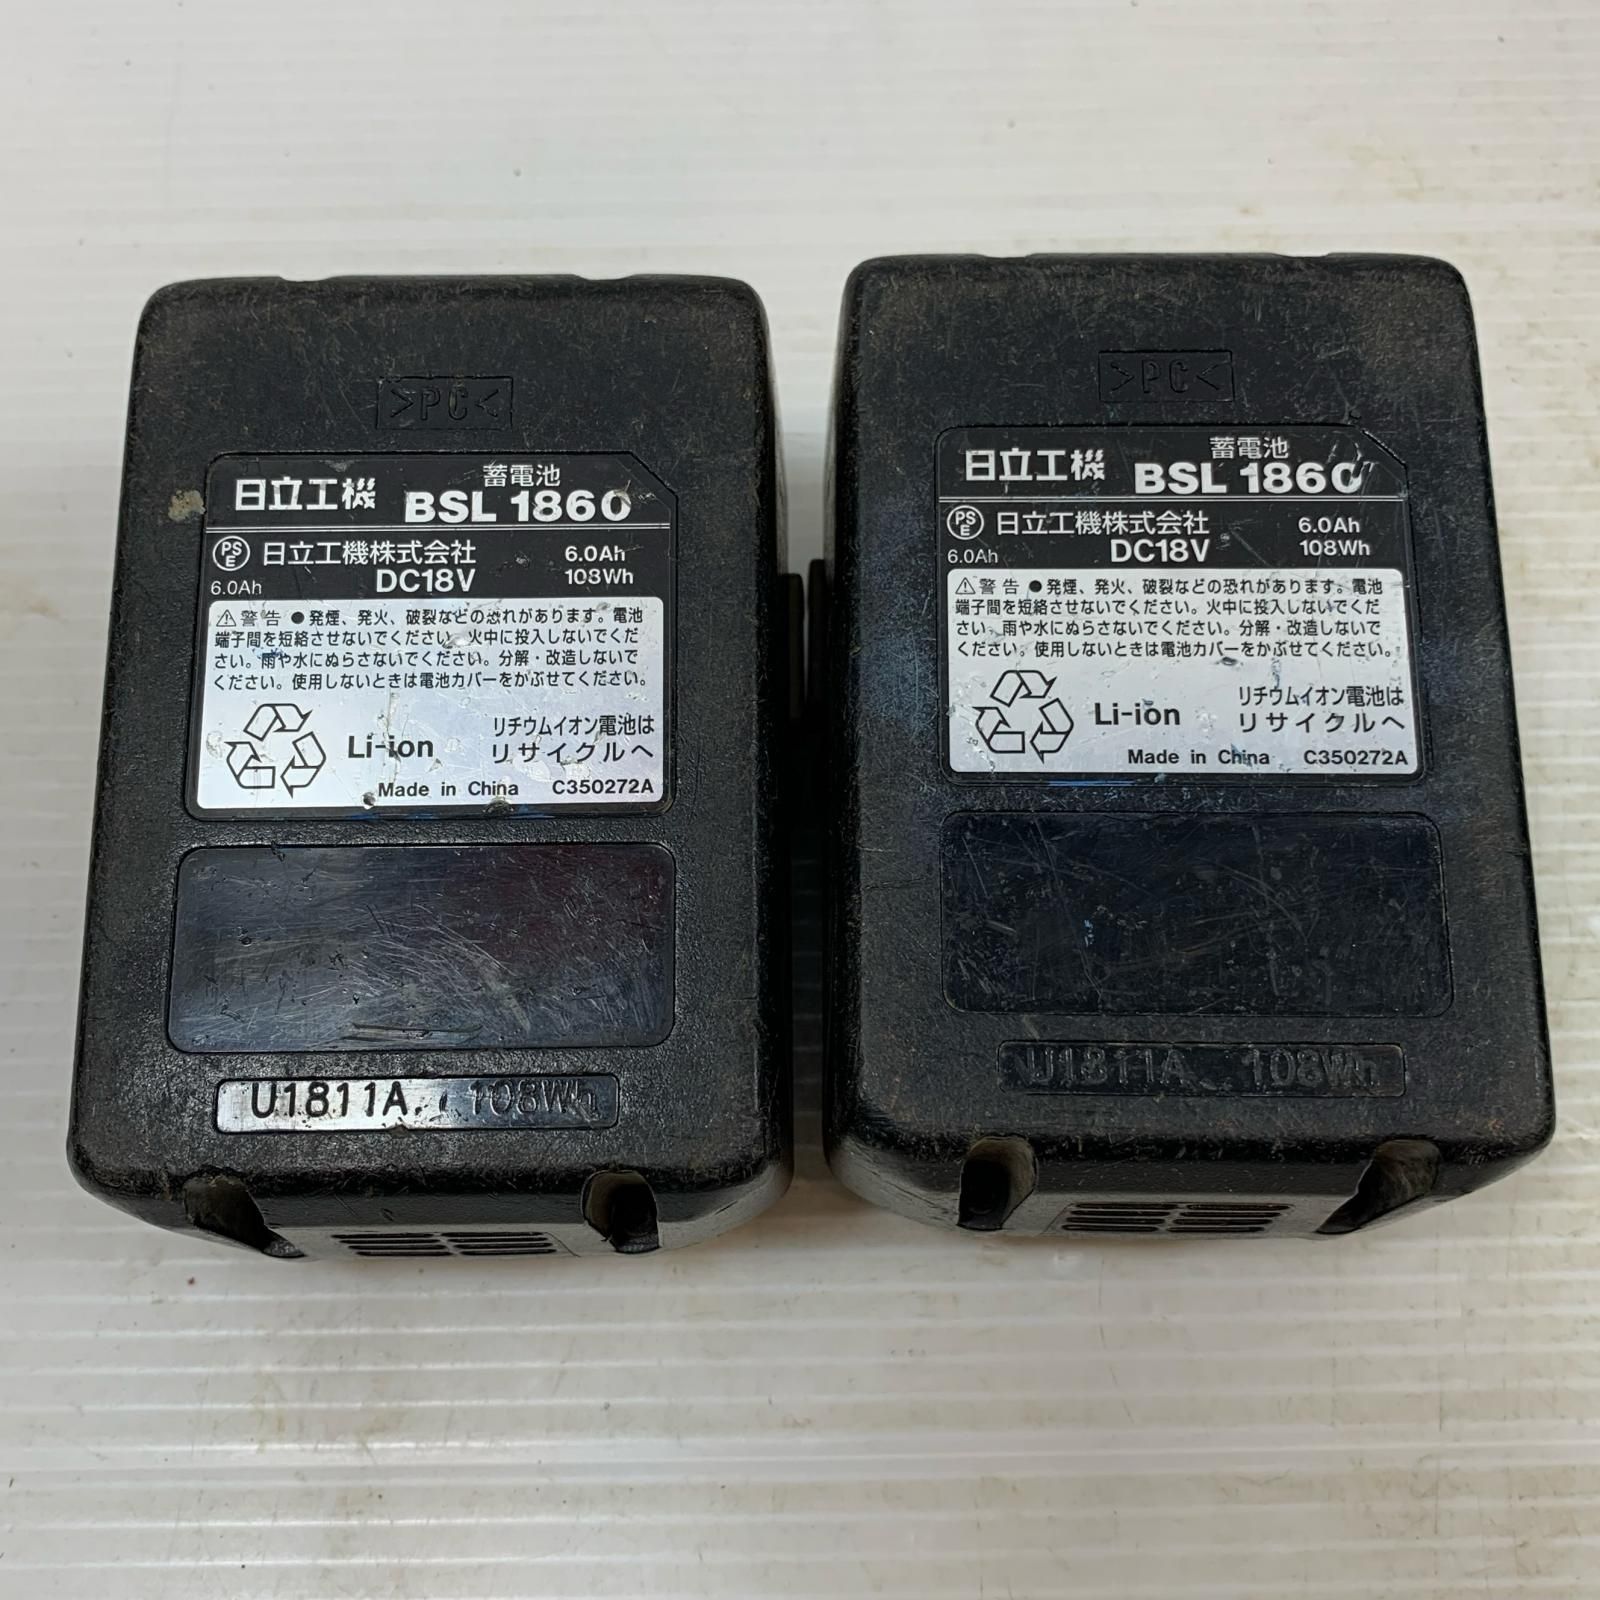 >PC<
日立工機 蓄電池
BSL 1860
PSE 日立工機株式会社 6.0Ah
6.0Ah DC18V 108Wh
⚠警告 ●発煙、発火、破裂などの恐れがあります。電池
端子間を短絡させないでください。火中に投入しないでくだ
さい。雨や水にぬらさないでください。分解・改造しないで
ください。使用しないときは電池カバーをかぶせてください。
Li-ion リチウムイオン電池は
リサイクルへ
Made in China C350272A
U1811A 108Wh
>PC<
日立工機 蓄電池
BSL 1860
PSE 日立工機株式会社 6.0Ah
6.0Ah DC18V 108Wh
⚠警告 ●発煙、発火、破裂などの恐れがあります。電池
端子間を短絡させないでください。火中に投入しないでくだ
さい。雨や水にぬらさないでください。分解・改造しないで
ください。使用しないときは電池カバーをかぶせてください。
Li-ion リチウムイオン電池は
リサイクルへ
Made in China C350272A
U1811A 108Wh